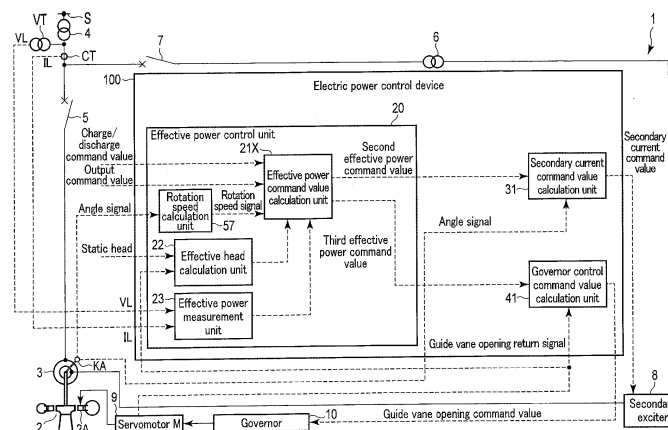 S
VT
VL
4
CT
IL
7
6
1
100
Electric power control device
5
20
Effective power control unit
Charge/
discharge
command value
Output
command value
21X
Effective power
command value
calculation unit
Second
effective power
command value
Secondary
current
command
value
Secondary current
command value
calculation unit
31
Angle signal
Rotation
speed
calculation
unit
57
Rotation
speed signal
Angle signal
Static head
22
Effective head
calculation unit
Third effective
power command
value
23
Effective power
measurement
unit
VL
IL
Governor control
command value
calculation unit
41
Guide vane opening return signal
KA
3
8
Seconda
exciter
9
10
Guide vane opening command value
2
2A
Servomotor M
Governor